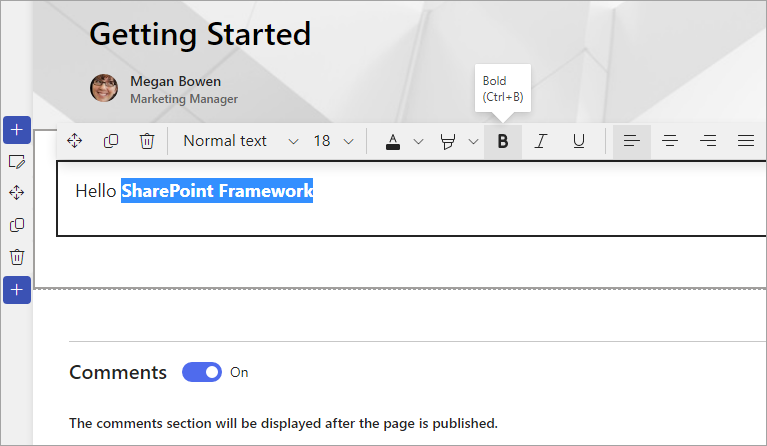 Getting Started
Megan Bowen
Marketing Manager
Bold
(Ctrl+B)
Normal text 18 A B I U
Hello SharePoint Framework
Comments On
The comments section will be displayed after the page is published.